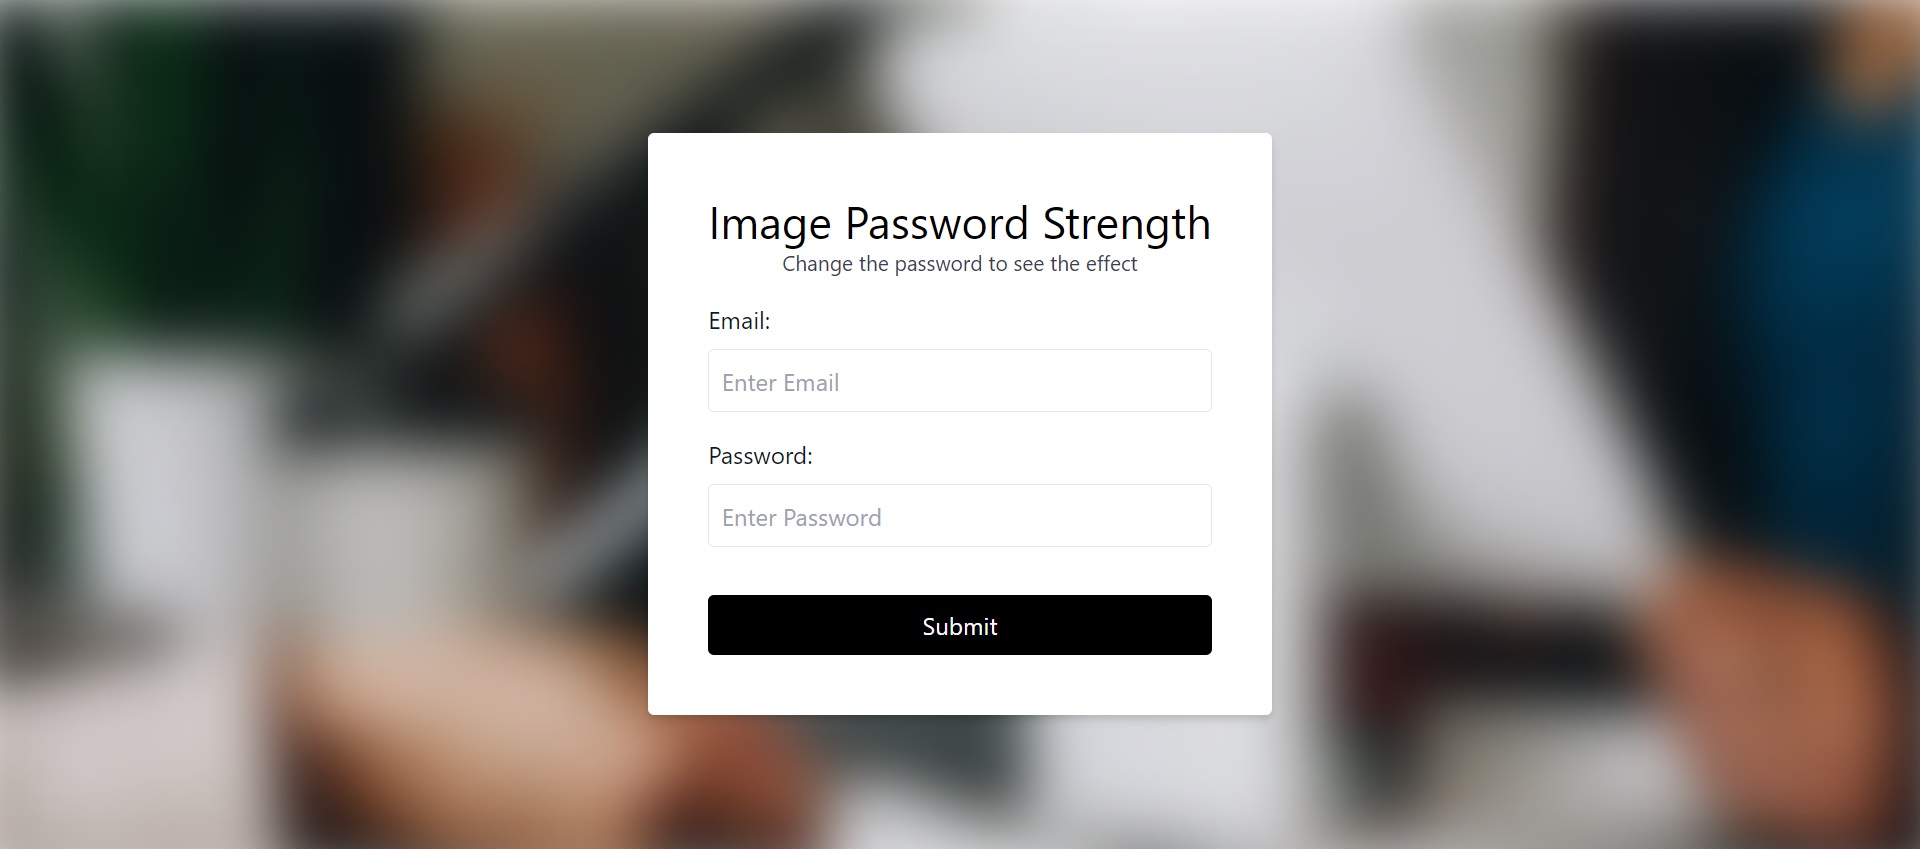 Image Password Strength
Change the password to see the effect
Email:
Enter Email
Password:
Enter Password
Submit